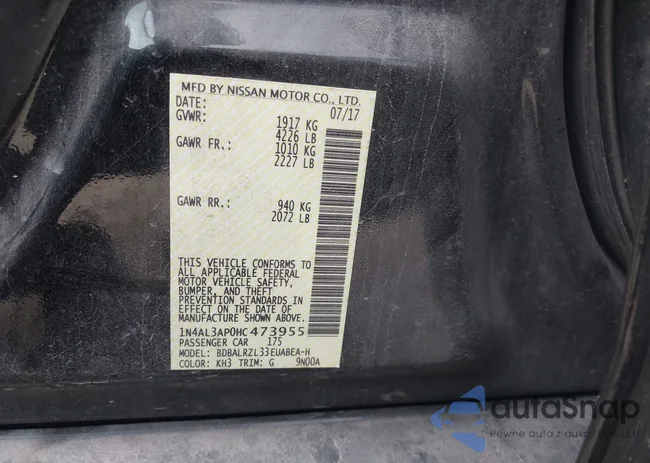 MFD BY NISSAN MOTOR CO., LTD.
DATE: 07/17
GVWR: 1917 KG
4226 LB
GAWR FR.: 1010 KG
2227 LB
GAWR RR.: 940 KG
2072 LB
THIS VEHICLE CONFORMS TO
ALL APPLICABLE FEDERAL
MOTOR VEHICLE SAFETY,
BUMPER, AND THEFT
PREVENTION STANDARDS IN
EFFECT ON THE DATE OF
MANUFACTURE SHOWN ABOVE.
1N4AL3AP0HC473955
PASSENGER CAR 175
MODEL: BDBALRZL33EUABEA-H
COLOR: KH3 TRIM: G 9N00A
autoSnap
Pewne auta z aukcji